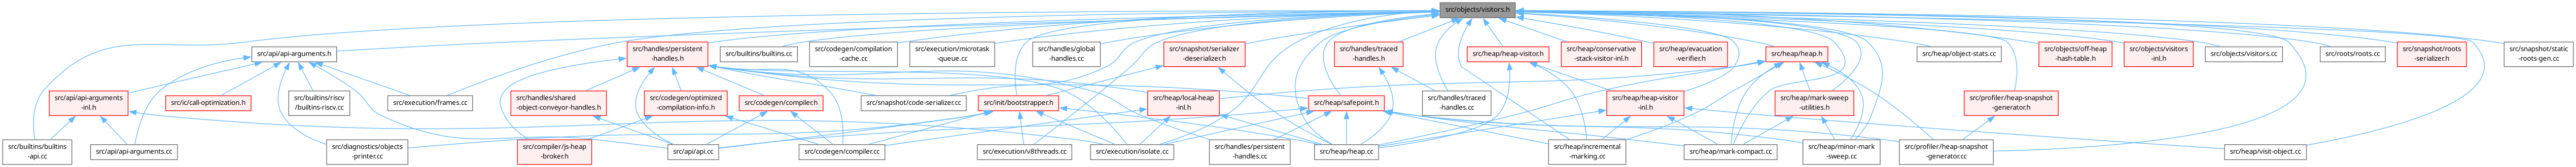 src/objects/visitors.h
src/api/api-arguments.h
src/handles/persistent
-handles.h
src/builtins/builtins.cc
src/codegen/compilation
-cache.cc
src/execution/microtask
-queue.cc
src/handles/global
-handles.cc
src/snapshot/serializer
-deserializer.h
src/handles/traced
-handles.h
src/heap/heap-visitor.h
src/heap/conservative
-stack-visitor-inl.h
src/heap/evacuation
-verifier.h
src/heap/heap.h
src/heap/object-stats.cc
src/objects/off-heap
-hash-table.h
src/objects/visitors
-inl.h
src/objects/visitors.cc
src/roots/roots.cc
src/snapshot/roots
-serializer.h
src/snapshot/static
-roots-gen.cc
src/api/api-arguments
-inl.h
src/ic/call-optimization.h
src/builtins/riscv
/builtins-riscv.cc
src/execution/frames.cc
src/handles/shared
-object-conveyor-handles.h
src/codegen/optimized
-compilation-info.h
src/codegen/compiler.h
src/snapshot/code-serializer.cc
src/init/bootstrapper.h
src/heap/local-heap
-inl.h
src/heap/safepoint.h
src/handles/traced
-handles.cc
src/heap/heap-visitor
-inl.h
src/heap/mark-sweep
-utilities.h
src/profiler/heap-snapshot
-generator.h
src/builtins/builtins
-api.cc
src/api/api-arguments.cc
src/diagnostics/objects
-printer.cc
src/compiler/js-heap
-broker.h
src/api/api.cc
src/codegen/compiler.cc
src/execution/v8threads.cc
src/execution/isolate.cc
src/handles/persistent
-handles.cc
src/heap/heap.cc
src/heap/incremental
-marking.cc
src/heap/mark-compact.cc
src/heap/minor-mark
-sweep.cc
src/profiler/heap-snapshot
-generator.cc
src/heap/visit-object.cc